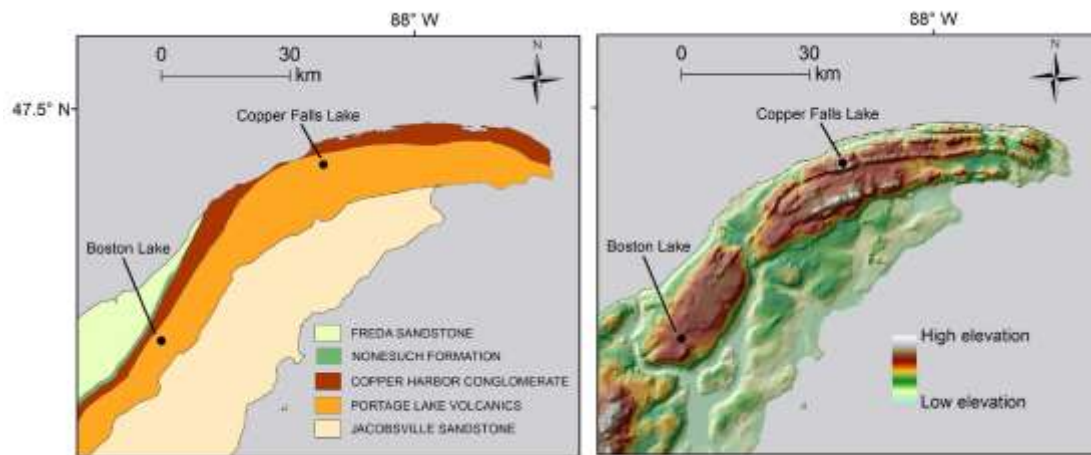 88° W
0 30
km
N
47.5° N
Copper Falls Lake
Boston Lake
FREDA SANDSTONE
NONESUCH FORMATION
COPPER HARBOR CONGLOMERATE
PORTAGE LAKE VOLCANICS
JACOBSVILLE SANDSTONE
88° W
0 30
km
N
Copper Falls Lake
Boston Lake
High elevation
Low elevation